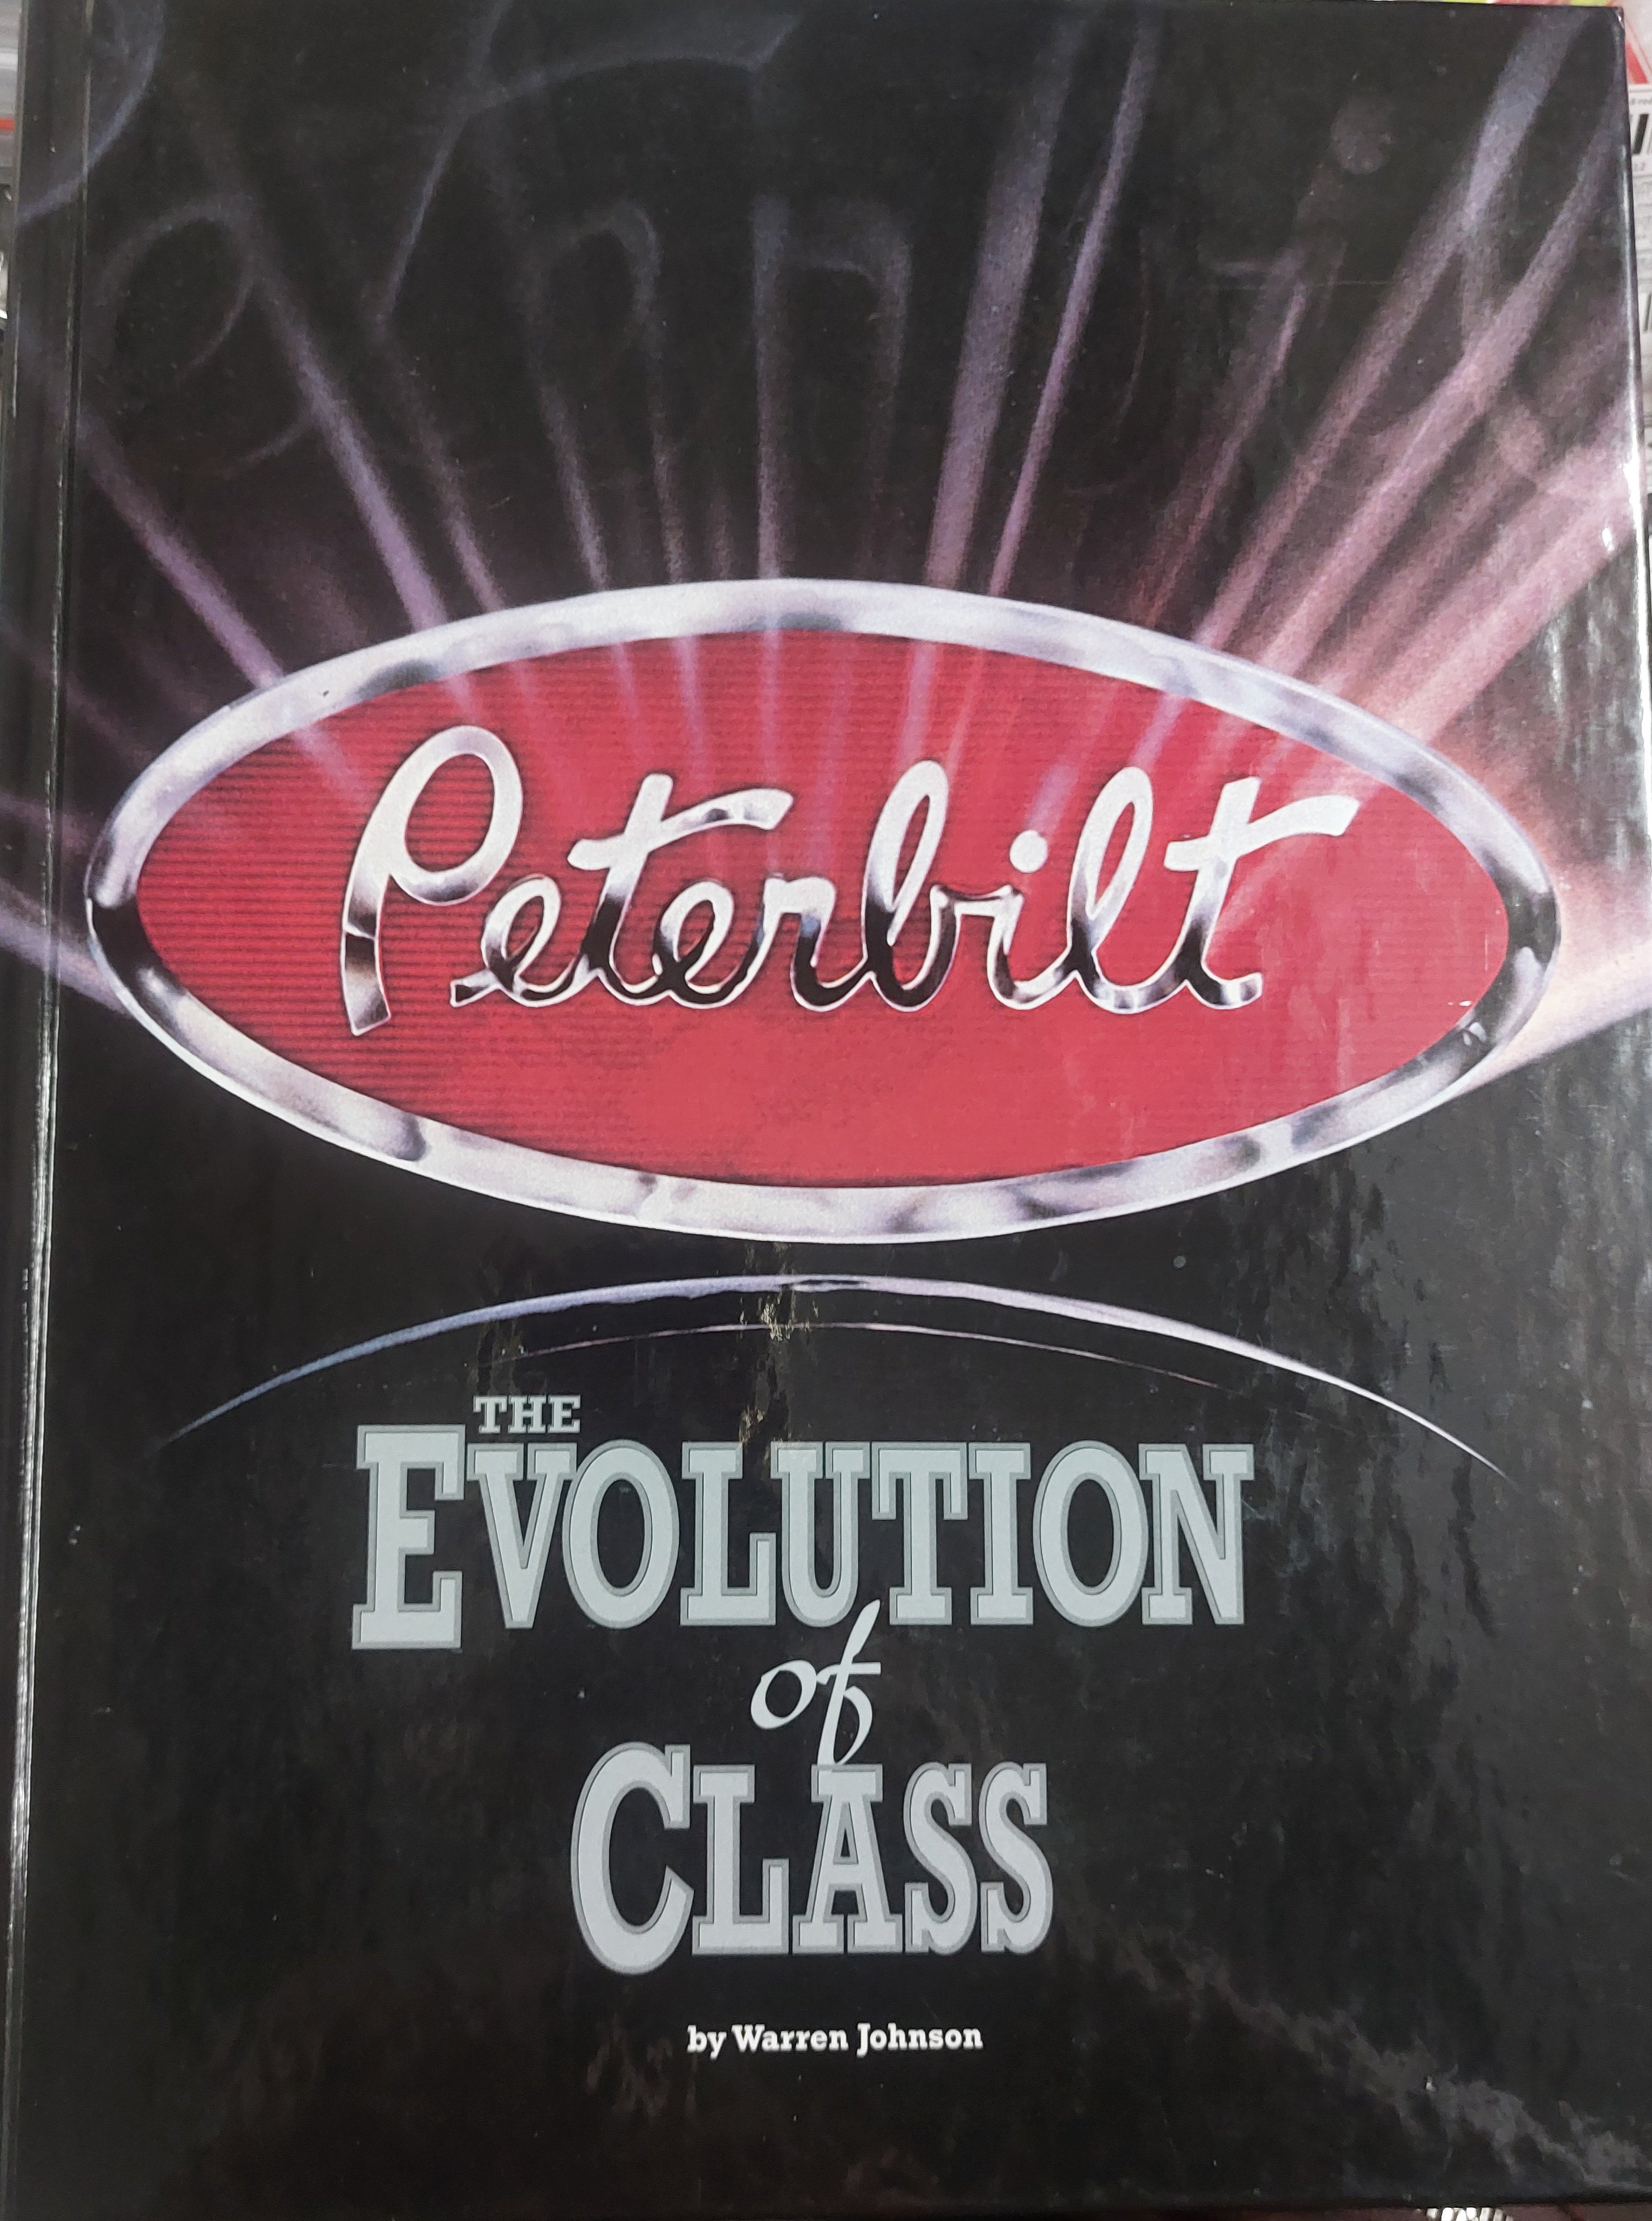 Peterbilt
THE
EVOLUTION
of
CLASS
by Warren Johnson